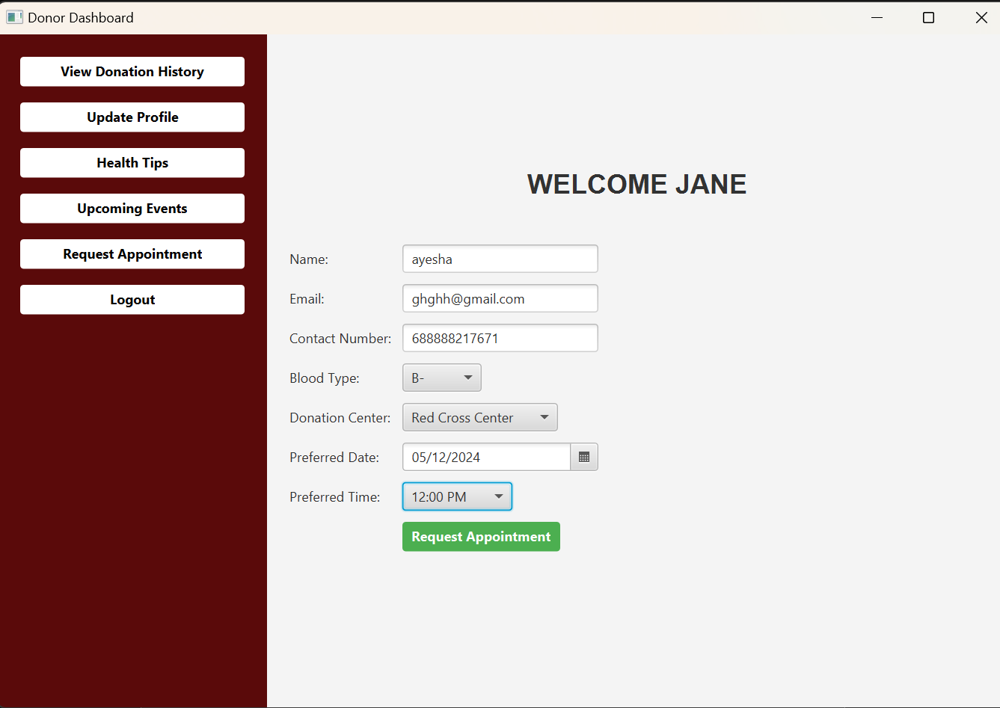 Donor Dashboard
View Donation History
Update Profile
Health Tips
Upcoming Events
Request Appointment
Logout
WELCOME JANE
Name: ayesha
Email: ghghh@gmail.com
Contact Number: 688888217671
Blood Type: B-
Donation Center: Red Cross Center
Preferred Date: 05/12/2024
Preferred Time: 12:00 PM
Request Appointment